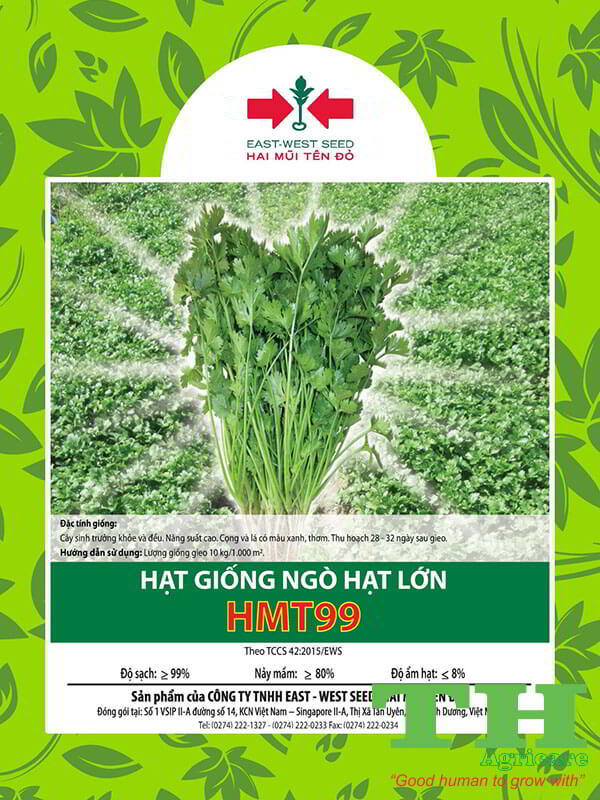 EAST-WEST SEED
HAI MŨI TÊN ĐỎ
Đặc tính giống:
Cây sinh trưởng khỏe và đều. Năng suất cao. Cọng và lá có màu xanh, thơm. Thu hoạch 28 - 32 ngày sau gieo.
Hướng dẫn sử dụng: Lượng giống gieo 10 kg/1.000 m².
HẠT GIỐNG NGÒ HẠT LỚN
HMT99
Theo TCCS 42:2015/EWS
Độ sạch: ≥ 99% Nảy mầm: ≥ 80% Độ ẩm hạt: ≤ 8%
Sản phẩm của CÔNG TY TNHH EAST - WEST SEED HAI MŨI TÊN Đ
Đóng gói tại: Số 1 VSIP II-A đường số 14, KCN Việt Nam – Singapore II-A, Thị Xã Tân Uyên, Dương, Việt N
Tel: (0274) 222-1327 - (0274) 222-0233 Fax: (0274) 222-0234
TH
Agricare
"Good human to grow with"